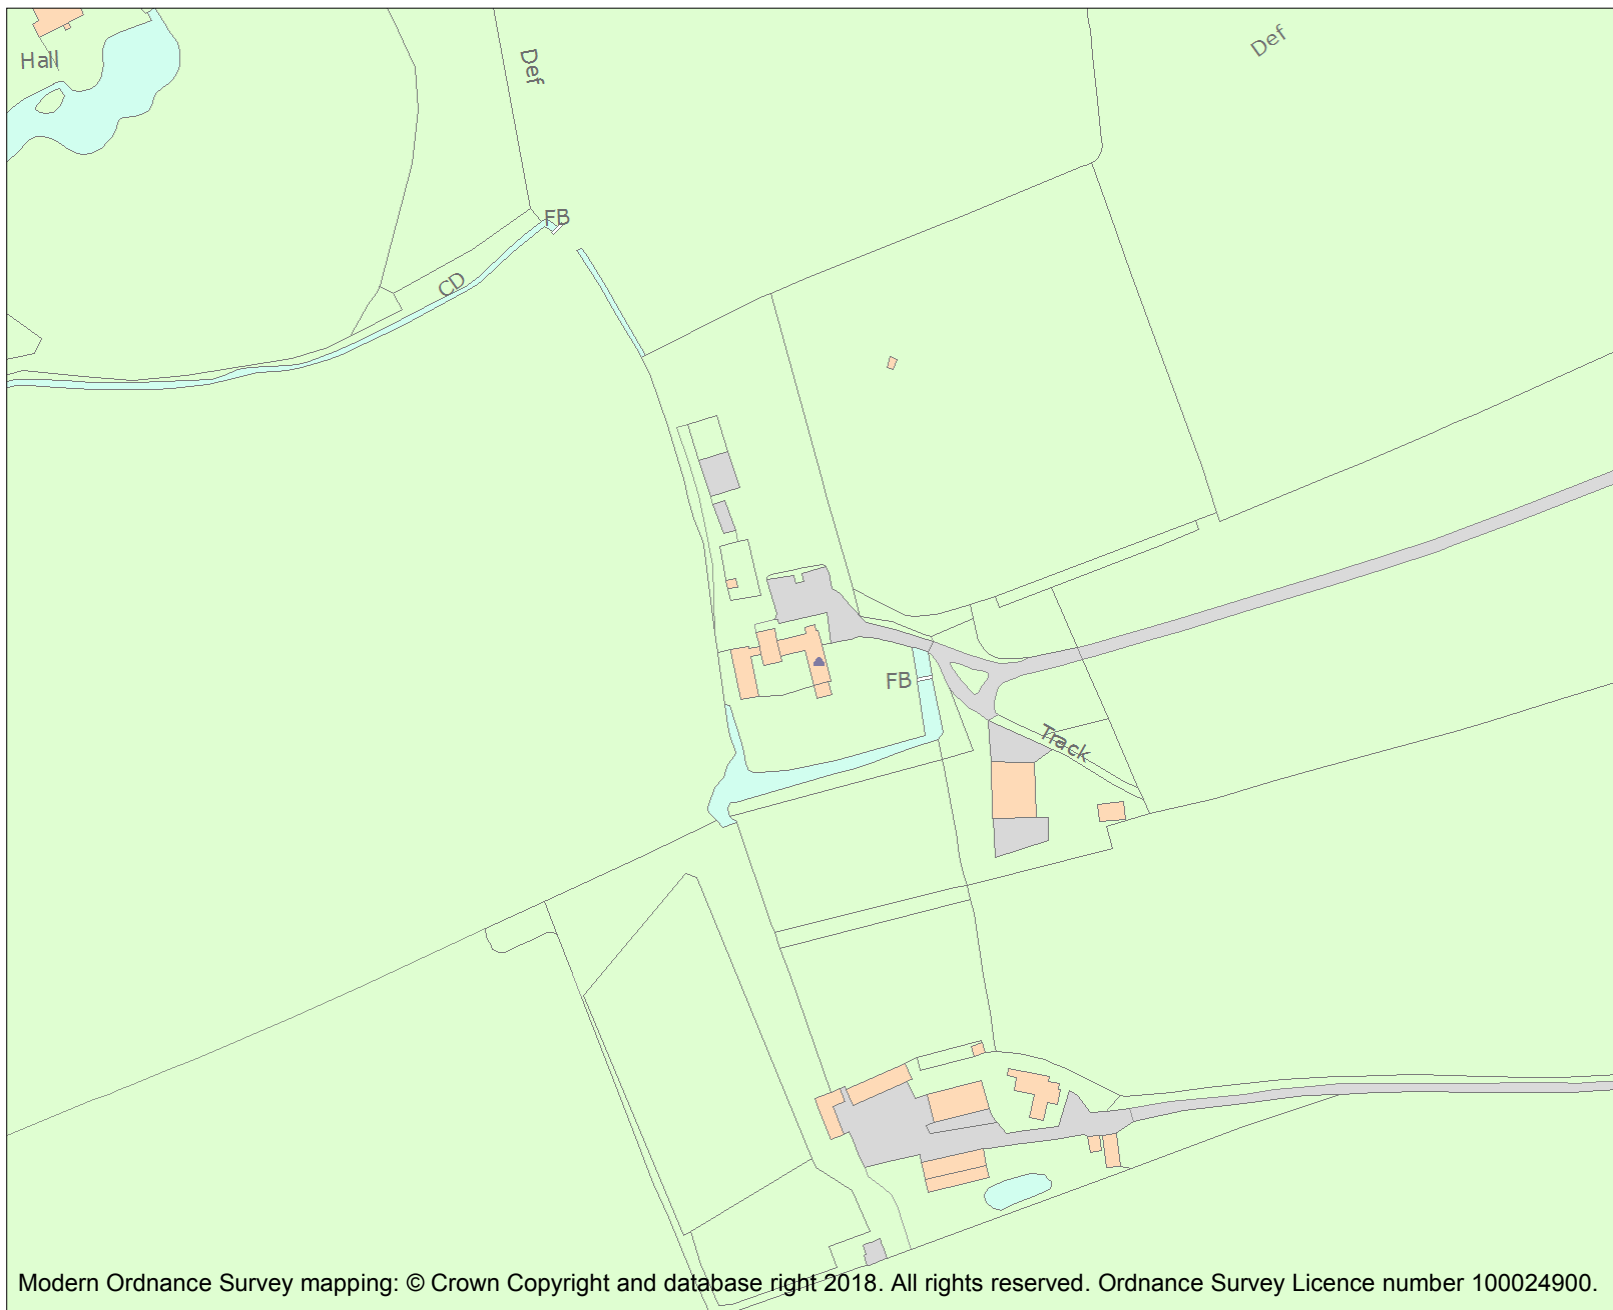 Def
Def
Hall
FB
CD
FB
Track
Modern Ordnance Survey mapping: © Crown Copyright and database right 2018. All rights reserved. Ordnance Survey Licence number 100024900.